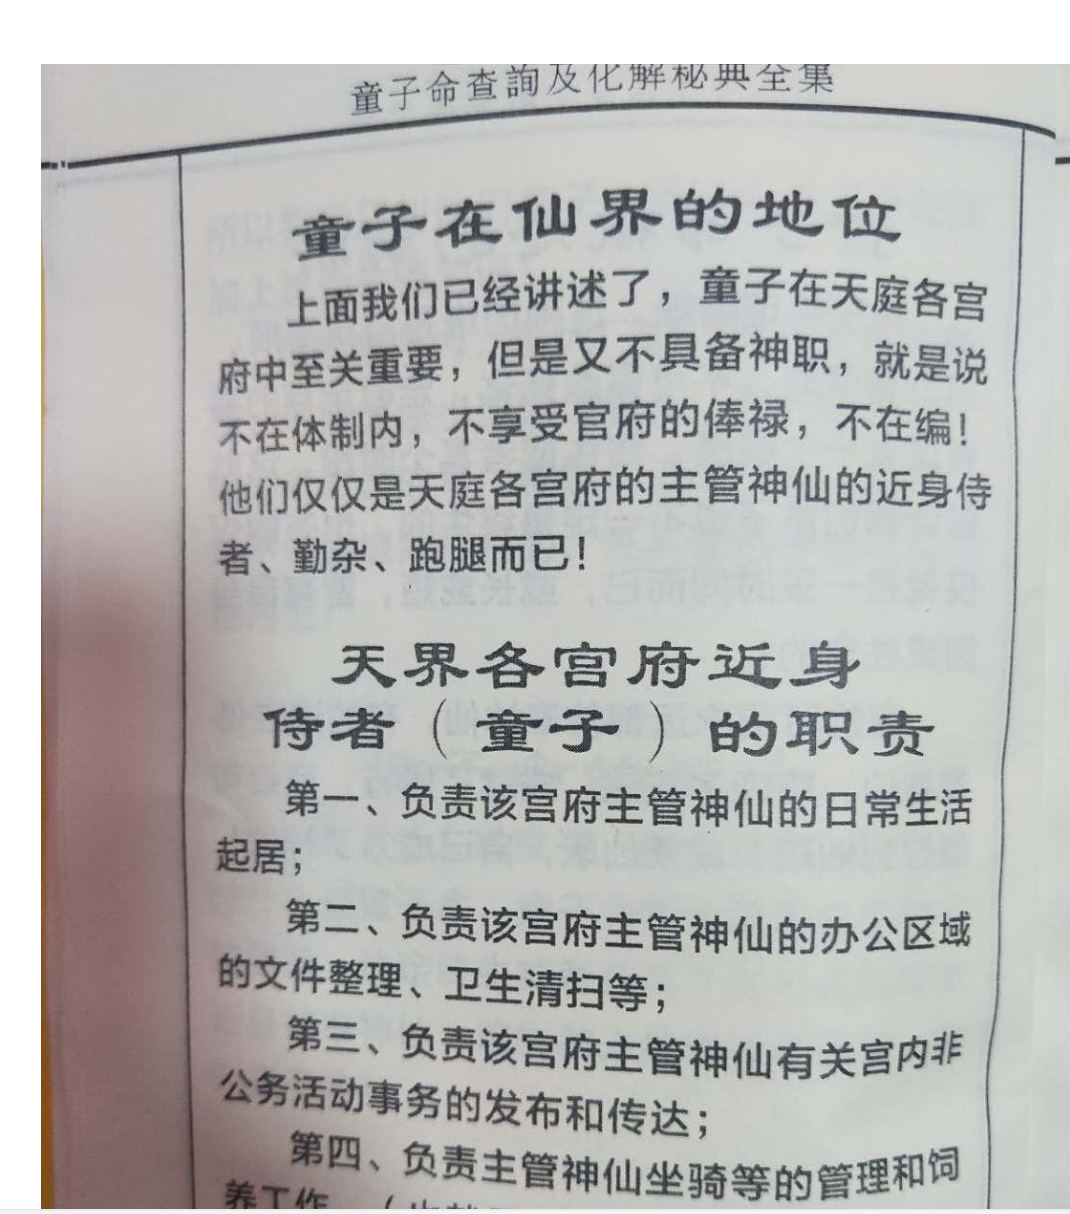 童子命查詢及化解秘典全集
童子在仙界的地位
上面我们已经讲述了，童子在天庭各宫
府中至关重要，但是又不具备神职，就是说
不在体制内，不享受官府的俸禄，不在编！
他们仅仅是天庭各宫府的主管神仙的近身侍
者、勤杂、跑腿而已！
天界各宫府近身
侍者（童子）的职责
第一、负责该宫府主管神仙的日常生活
起居；
第二、负责该宫府主管神仙的办公区域
的文件整理、卫生清扫等；
第三、负责该宫府主管神仙有关宫内非
公务活动事务的发布和传达；
第四、负责主管神仙坐骑等的管理和饲
养工作